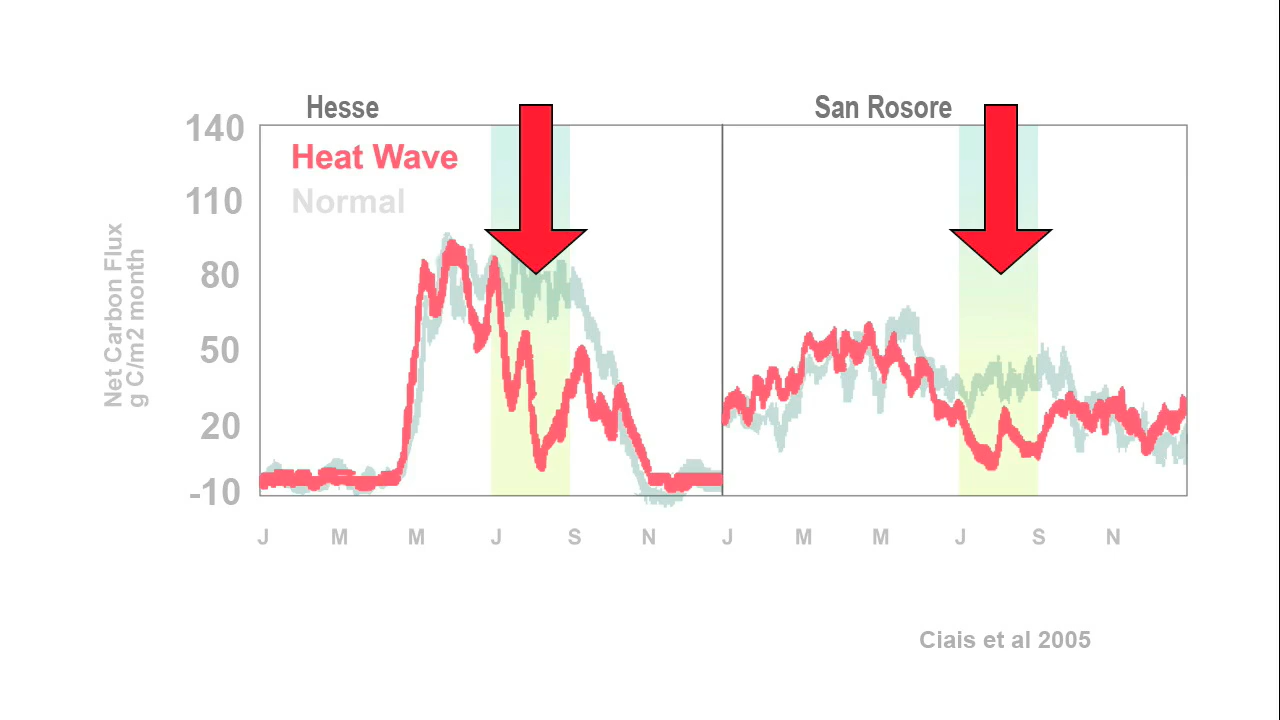 Hesse
San Rosore
140
110
80
50
20
-10
Heat Wave
Normal
Net Carbon Flux
g C/m2 month
J M M J S N
J M M J S N
Ciais et al 2005